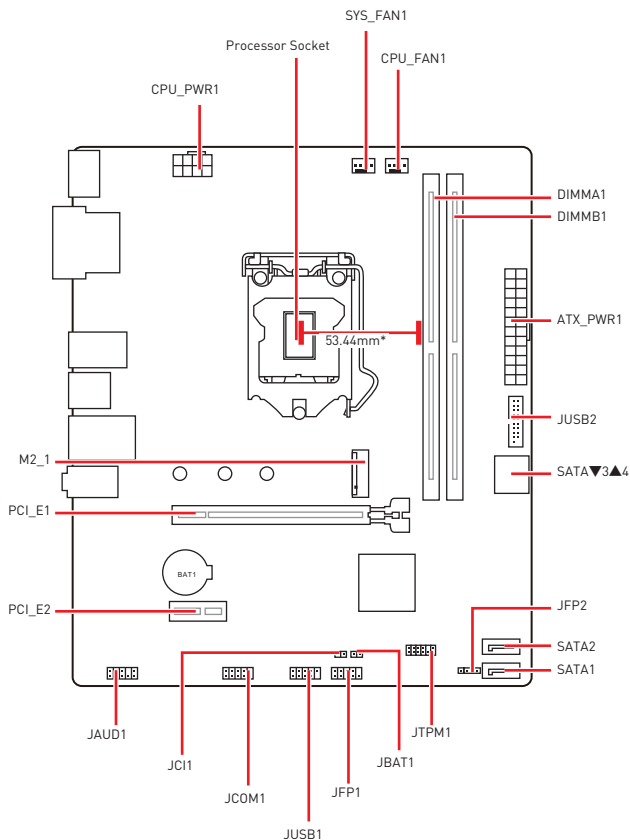 SYS_FAN1
Processor Socket
CPU_FAN1
CPU_PWR1
DIMMA1
DIMMB1
ATX_PWR1
53.44mm*
JUSB2
M2_1
SATA▼3▲4
PCI_E1
BAT1
PCI_E2
JFP2
SATA2
SATA1
JAUD1
JTPM1
JBAT1
JCI1
JFP1
JCOM1
JUSB1